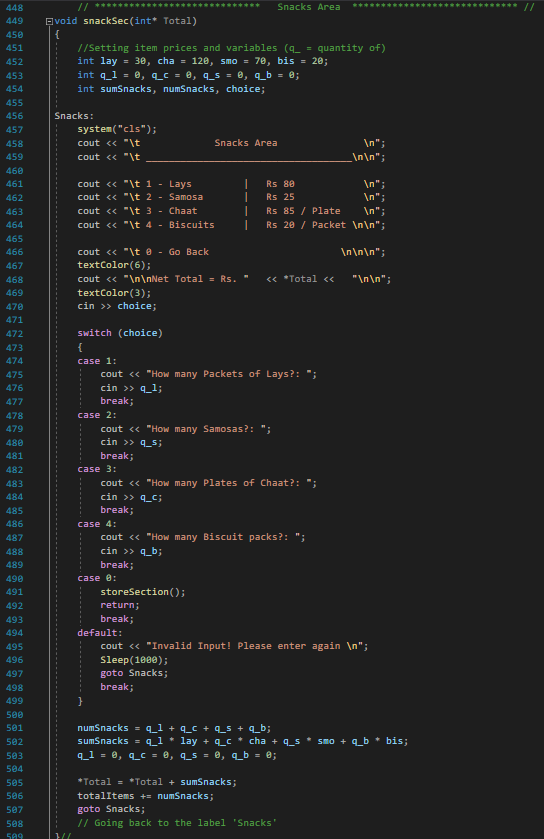 448 // ***************************** Snacks Area ***************************** //
449 void snackSec(int* Total)
450 {
451 //Setting item prices and variables (q_ = quantity of)
452 int lay = 30, cha = 120, smo = 70, bis = 20;
453 int q_l = 0, q_c = 0, q_s = 0, q_b = 0;
454 int sumSnacks, numSnacks, choice;
455
456 Snacks:
457 system("cls");
458 cout << "\t Snacks Area \n";
459 cout << "\t ___________________________________\n\n";
460
461 cout << "\t 1 - Lays | Rs 80 \n";
462 cout << "\t 2 - Samosa | Rs 25 \n";
463 cout << "\t 3 - Chaat | Rs 85 / Plate \n";
464 cout << "\t 4 - Biscuits | Rs 20 / Packet \n\n";
465
466 cout << "\t 0 - Go Back \n\n\n";
467 textColor(6);
468 cout << "\n\nNet Total = Rs. " << *Total << "\n\n";
469 textColor(3);
470 cin >> choice;
471
472 switch (choice)
473 {
474 case 1:
475 cout << "How many Packets of Lays?: ";
476 cin >> q_l;
477 break;
478 case 2:
479 cout << "How many Samosas?: ";
480 cin >> q_s;
481 break;
482 case 3:
483 cout << "How many Plates of Chaat?: ";
484 cin >> q_c;
485 break;
486 case 4:
487 cout << "How many Biscuit packs?: ";
488 cin >> q_b;
489 break;
490 case 0:
491 storeSection();
492 return;
493 break;
494 default:
495 cout << "Invalid Input! Please enter again \n";
496 Sleep(1000);
497 goto Snacks;
498 break;
499 }
500
501 numSnacks = q_l + q_c + q_s + q_b;
502 sumSnacks = q_l * lay + q_c * cha + q_s * smo + q_b * bis;
503 q_l = 0, q_c = 0, q_s = 0, q_b = 0;
504
505 *Total = *Total + sumSnacks;
506 totalItems += numSnacks;
507 goto Snacks;
508 // Going back to the label 'Snacks'
509 }//